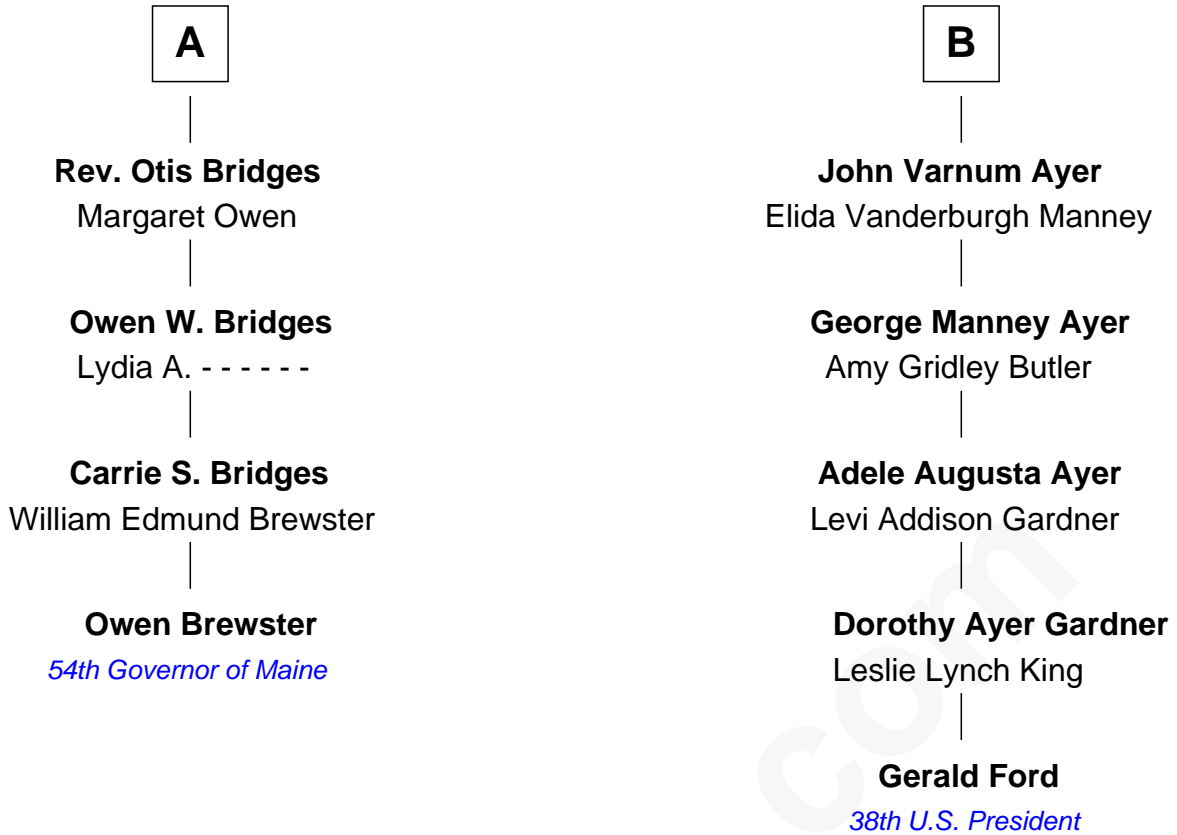 A
Rev. Otis Bridges
Margaret Owen
Owen W. Bridges
Lydia A. - - - - - -
Carrie S. Bridges
William Edmund Brewster
Owen Brewster
54th Governor of Maine
B
John Varnum Ayer
Elida Vanderburgh Manney
George Manney Ayer
Amy Gridley Butler
Adele Augusta Ayer
Levi Addison Gardner
Dorothy Ayer Gardner
Leslie Lynch King
Gerald Ford
38th U.S. President
com